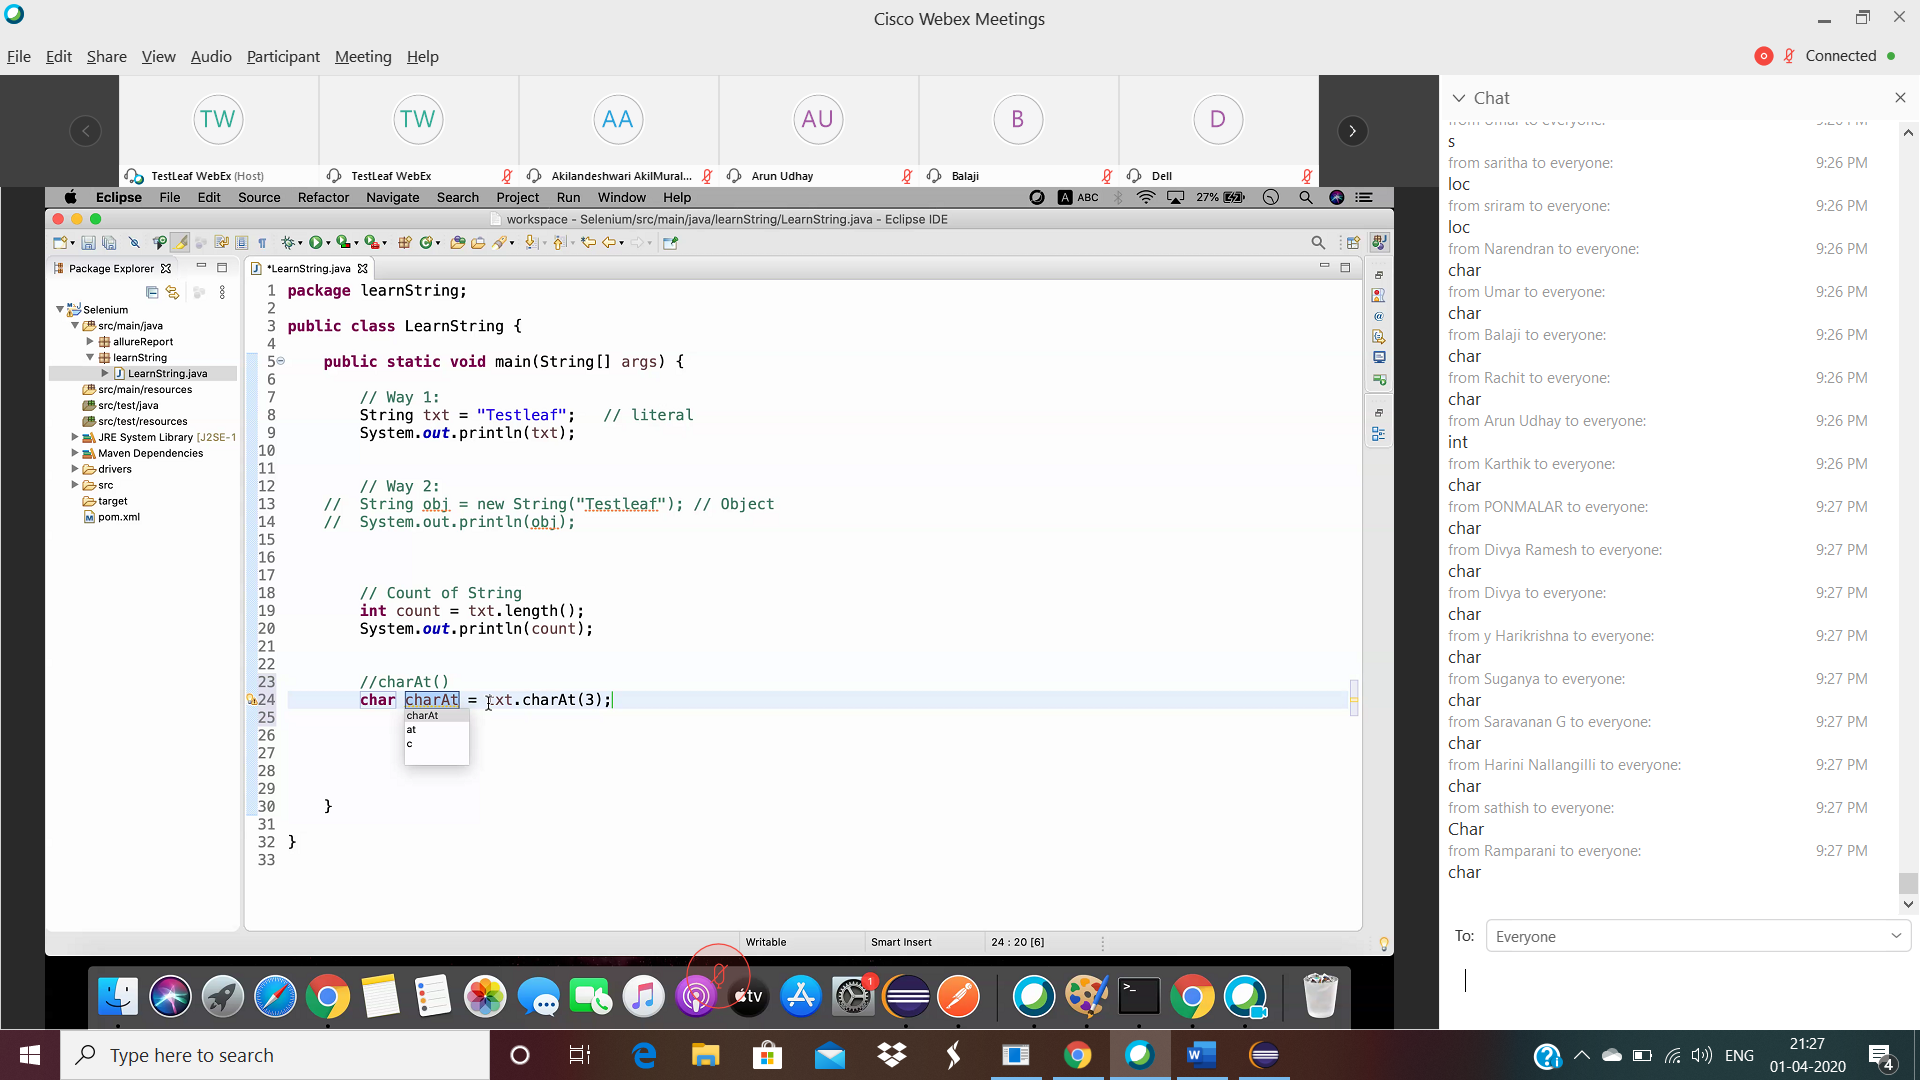 Cisco Webex Meetings
File Edit Share View Audio Participant Meeting Help
Connected
TW TW AA AU B D
TestLeaf WebEx (Host) TestLeaf WebEx Akilandeshwari AkilMural... Arun Udhay Balaji Dell
Eclipse File Edit Source Refactor Navigate Search Project Run Window Help
A ABC 27%
workspace - Selenium/src/main/java/learnString/LearnString.java - Eclipse IDE
Package Explorer
Selenium
src/main/java
allureReport
learnString
LearnString.java
src/main/resources
src/test/java
src/test/resources
JRE System Library [J2SE-1
Maven Dependencies
drivers
src
target
pom.xml
*LearnString.java
1 package learnString;
2
3 public class LearnString {
4
5 public static void main(String[] args) {
6
7 // Way 1:
8 String txt = "Testleaf"; // literal
9 System.out.println(txt);
10
11
12 // Way 2:
13 // String obj = new String("Testleaf"); // Object
14 // System.out.println(obj);
15
16
17
18 // Count of String
19 int count = txt.length();
20 System.out.println(count);
21
22
23 //charAt()
24 char charAt = txt.charAt(3);
25
26
27
28
29
30 }
31
32 }
33
charAt
at
c
Writable Smart Insert 24 : 20 [6]
Chat
from Umar to everyone: 9:26 PM
s
from saritha to everyone: 9:26 PM
loc
from sriram to everyone: 9:26 PM
loc
from Narendran to everyone: 9:26 PM
char
from Umar to everyone: 9:26 PM
char
from Balaji to everyone: 9:26 PM
char
from Rachit to everyone: 9:26 PM
char
from Arun Udhay to everyone: 9:26 PM
int
from Karthik to everyone: 9:26 PM
char
from PONMALAR to everyone: 9:27 PM
char
from Divya Ramesh to everyone: 9:27 PM
char
from Divya to everyone: 9:27 PM
char
from y Harikrishna to everyone: 9:27 PM
char
from Suganya to everyone: 9:27 PM
char
from Saravanan G to everyone: 9:27 PM
char
from Harini Nallangilli to everyone: 9:27 PM
char
from sathish to everyone: 9:27 PM
Char
from Ramparani to everyone: 9:27 PM
char
To: Everyone
tv
1
Type here to search
ENG
21:27
01-04-2020
4